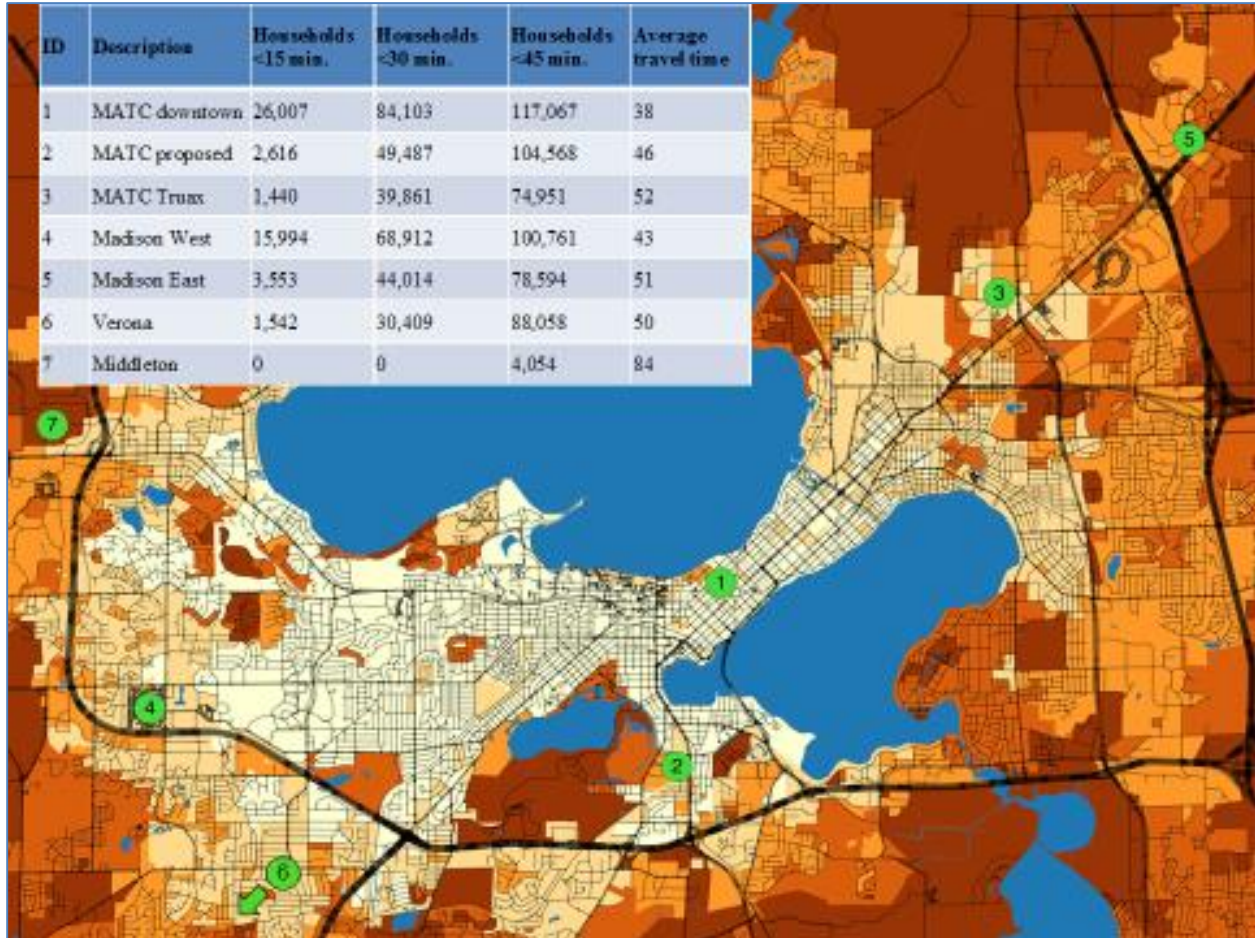 ID Description Households <15 min. Households <30 min. Households <45 min. Average travel time
1 MATC downtown 26,007 84,103 117,067 38
2 MATC proposed 2,616 49,487 104,568 46
3 MATC Truax 1,440 39,861 74,951 52
4 Madison West 15,994 68,912 100,761 43
5 Madison East 3,553 44,014 78,594 51
6 Verona 1,542 30,409 88,058 50
7 Middleton 0 0 4,054 84
5
3
7
1
4
2
6